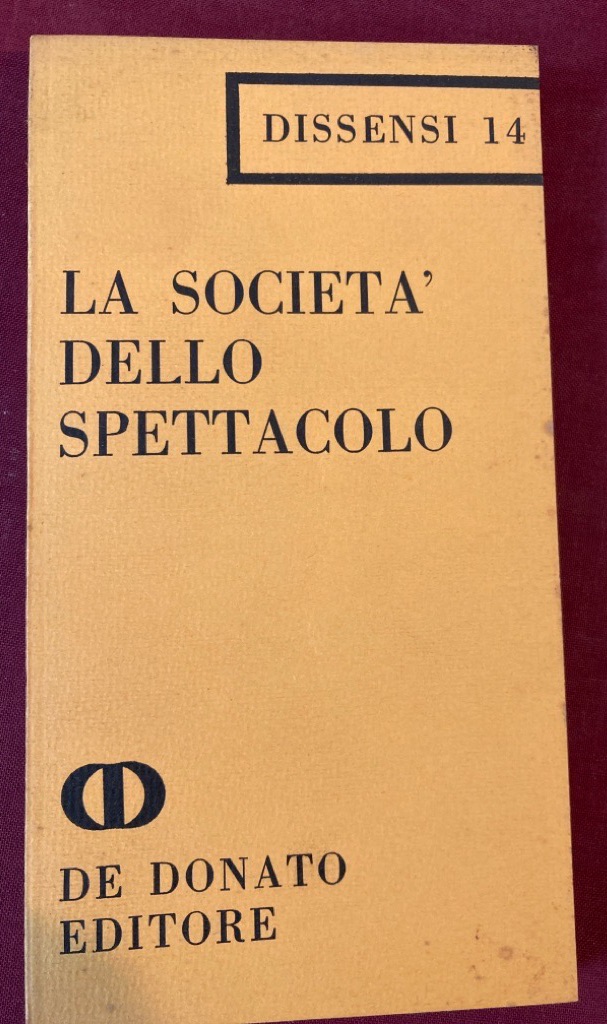 DISSENSI 14
LA SOCIETA'
DELLO
SPETTACOLO
DE DONATO
EDITORE